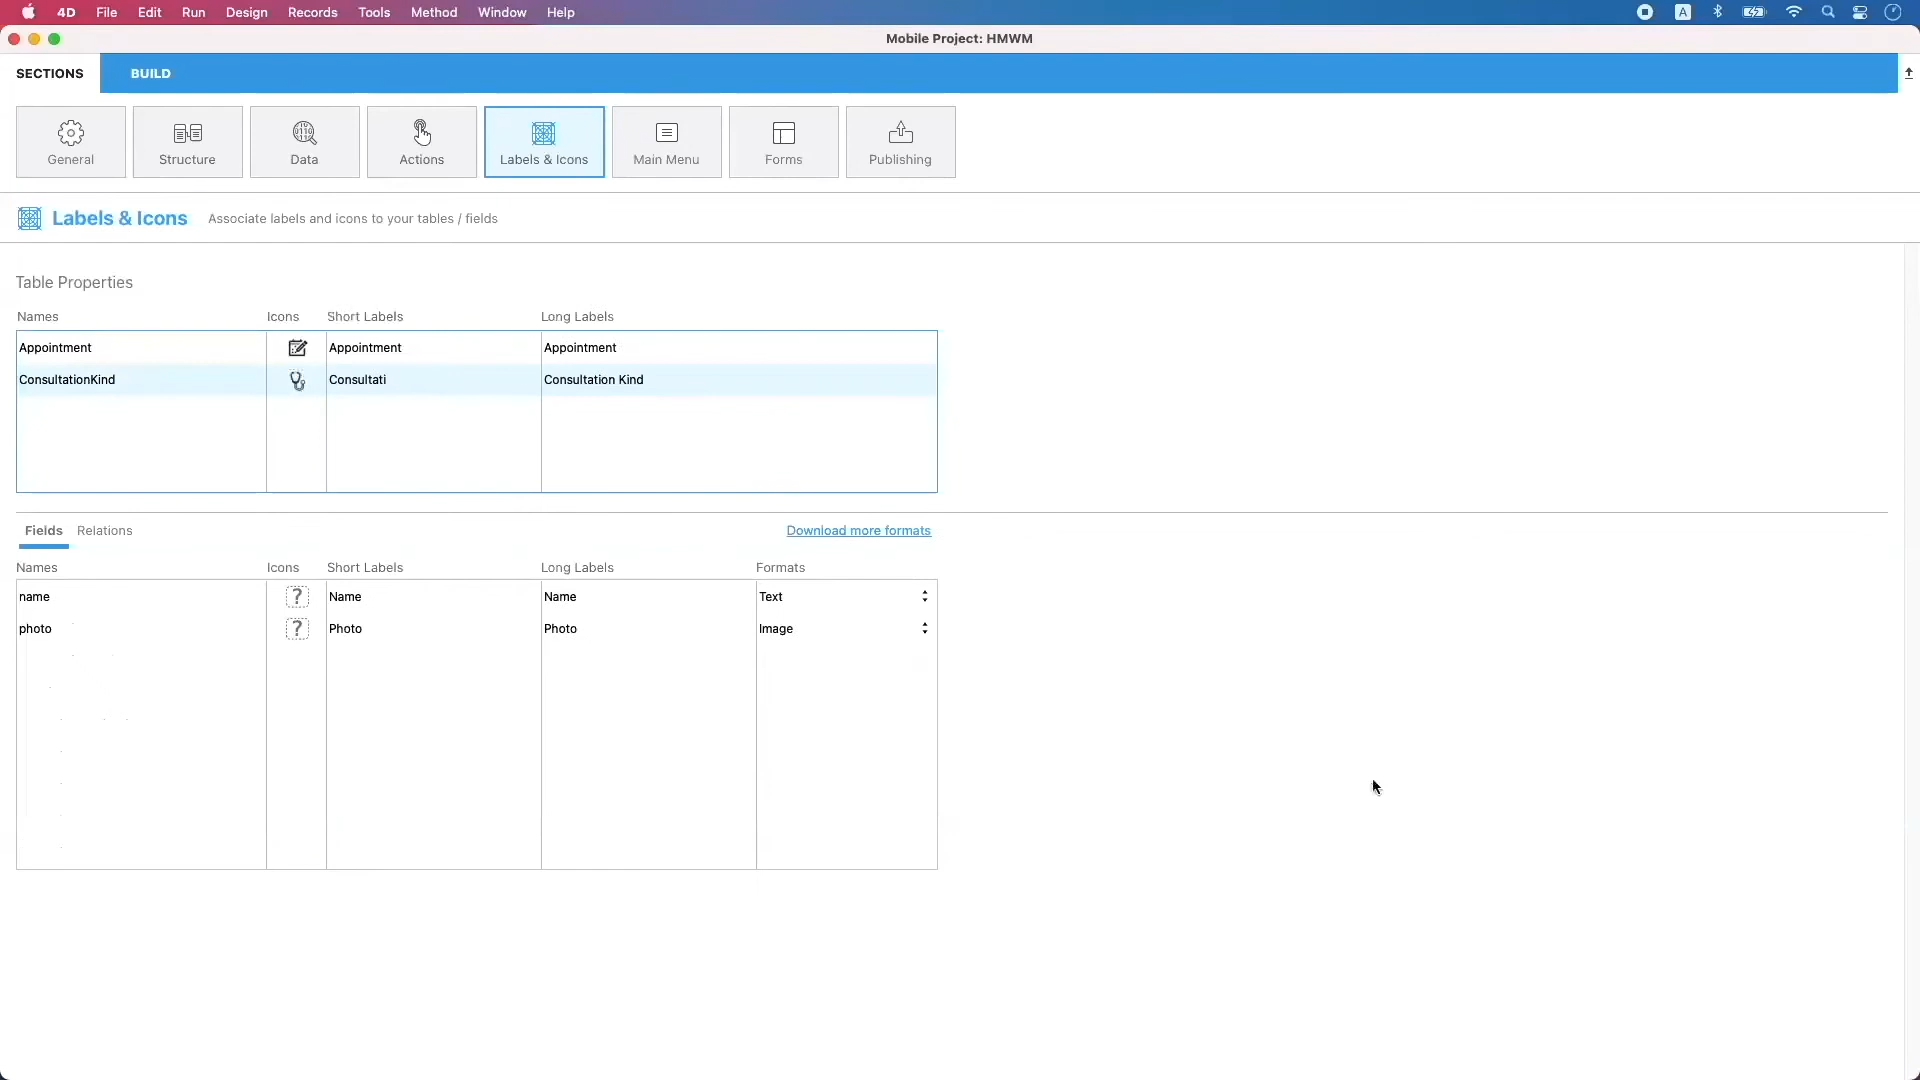 4D File Edit Run Design Records Tools Method Window Help A
Mobile Project: HMWM
SECTIONS BUILD
General Structure Data Actions Labels & Icons Main Menu Forms Publishing
Labels & Icons Associate labels and icons to your tables / fields
Table Properties
Names Icons Short Labels Long Labels
Appointment Appointment Appointment
ConsultationKind Consultati Consultation Kind
Fields Relations Download more formats
Names Icons Short Labels Long Labels Formats
name ? Name Name Text
photo ? Photo Photo Image